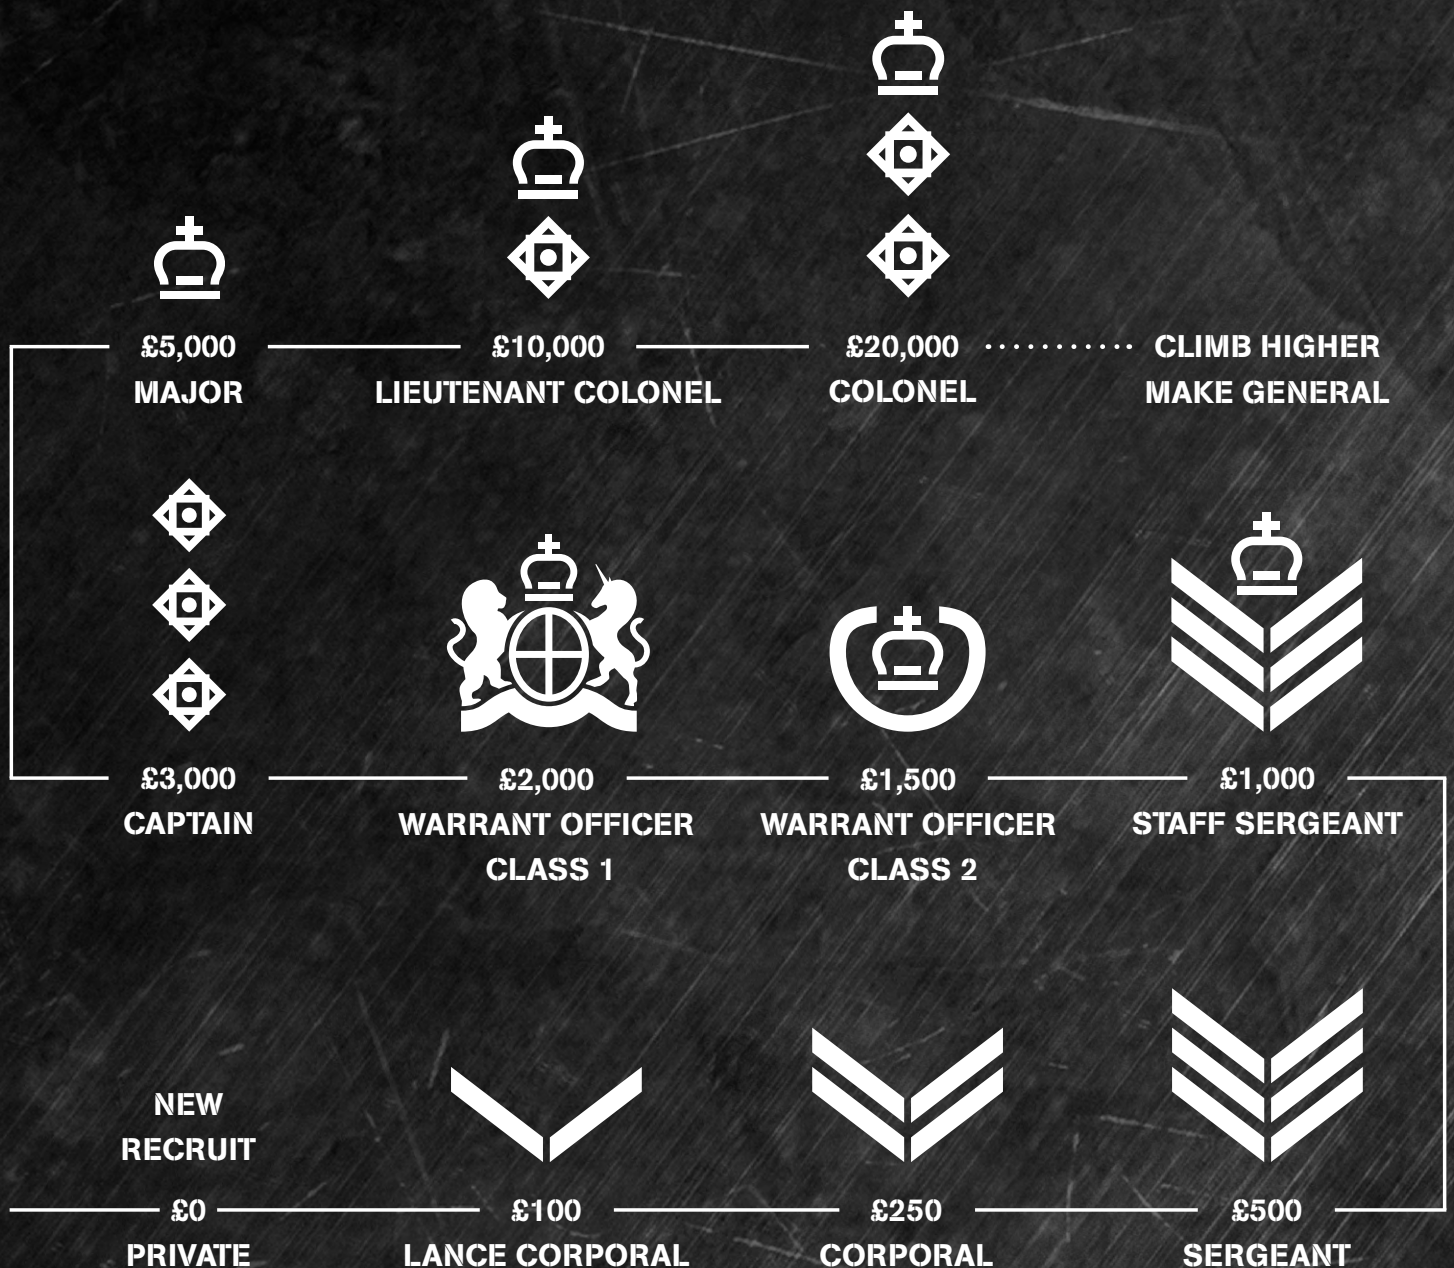 £5,000
MAJOR
£10,000
LIEUTENANT COLONEL
£20,000
COLONEL
CLIMB HIGHER
MAKE GENERAL
£3,000
CAPTAIN
£2,000
WARRANT OFFICER
CLASS 1
£1,500
WARRANT OFFICER
CLASS 2
£1,000
STAFF SERGEANT
NEW
RECRUIT
£0
PRIVATE
£100
LANCE CORPORAL
£250
CORPORAL
£500
SERGEANT